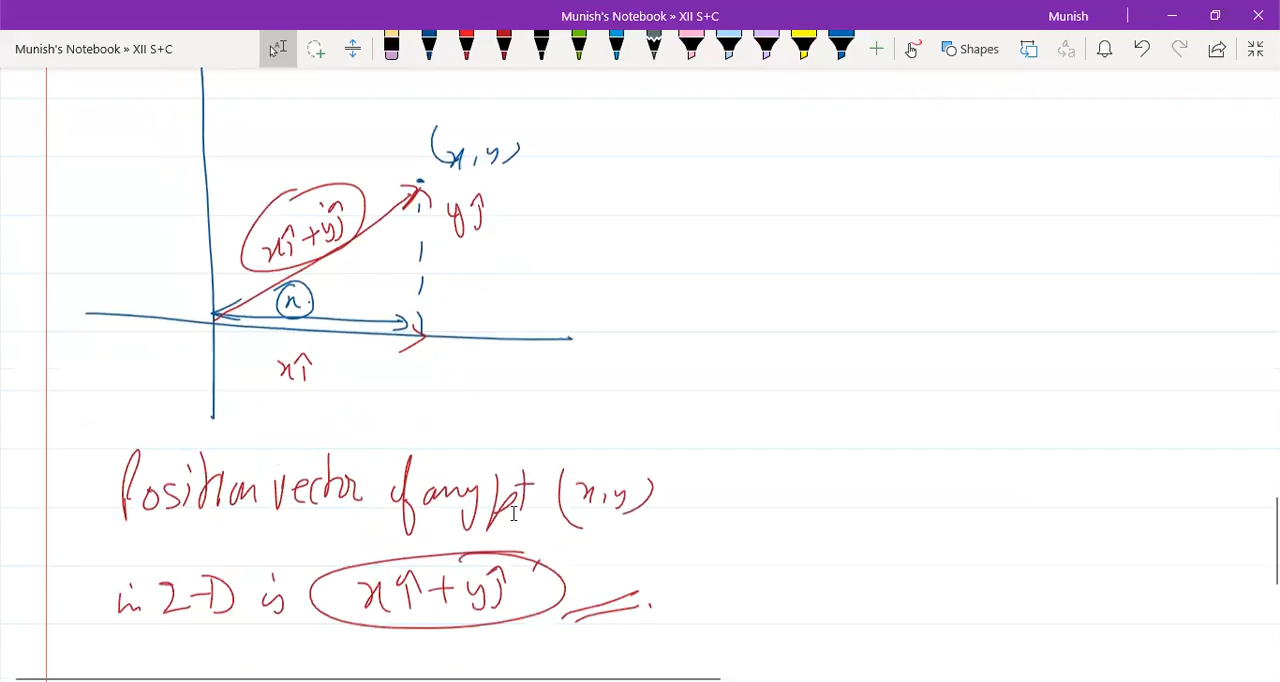 Munish's Notebook » XII S+C
Munish
Munish's Notebook » XII S+C
Shapes
(x, y)
xî+yĵ
yĵ
x
xî
Position vector of any pt (x, y)
in 2-D is xî + yĵ